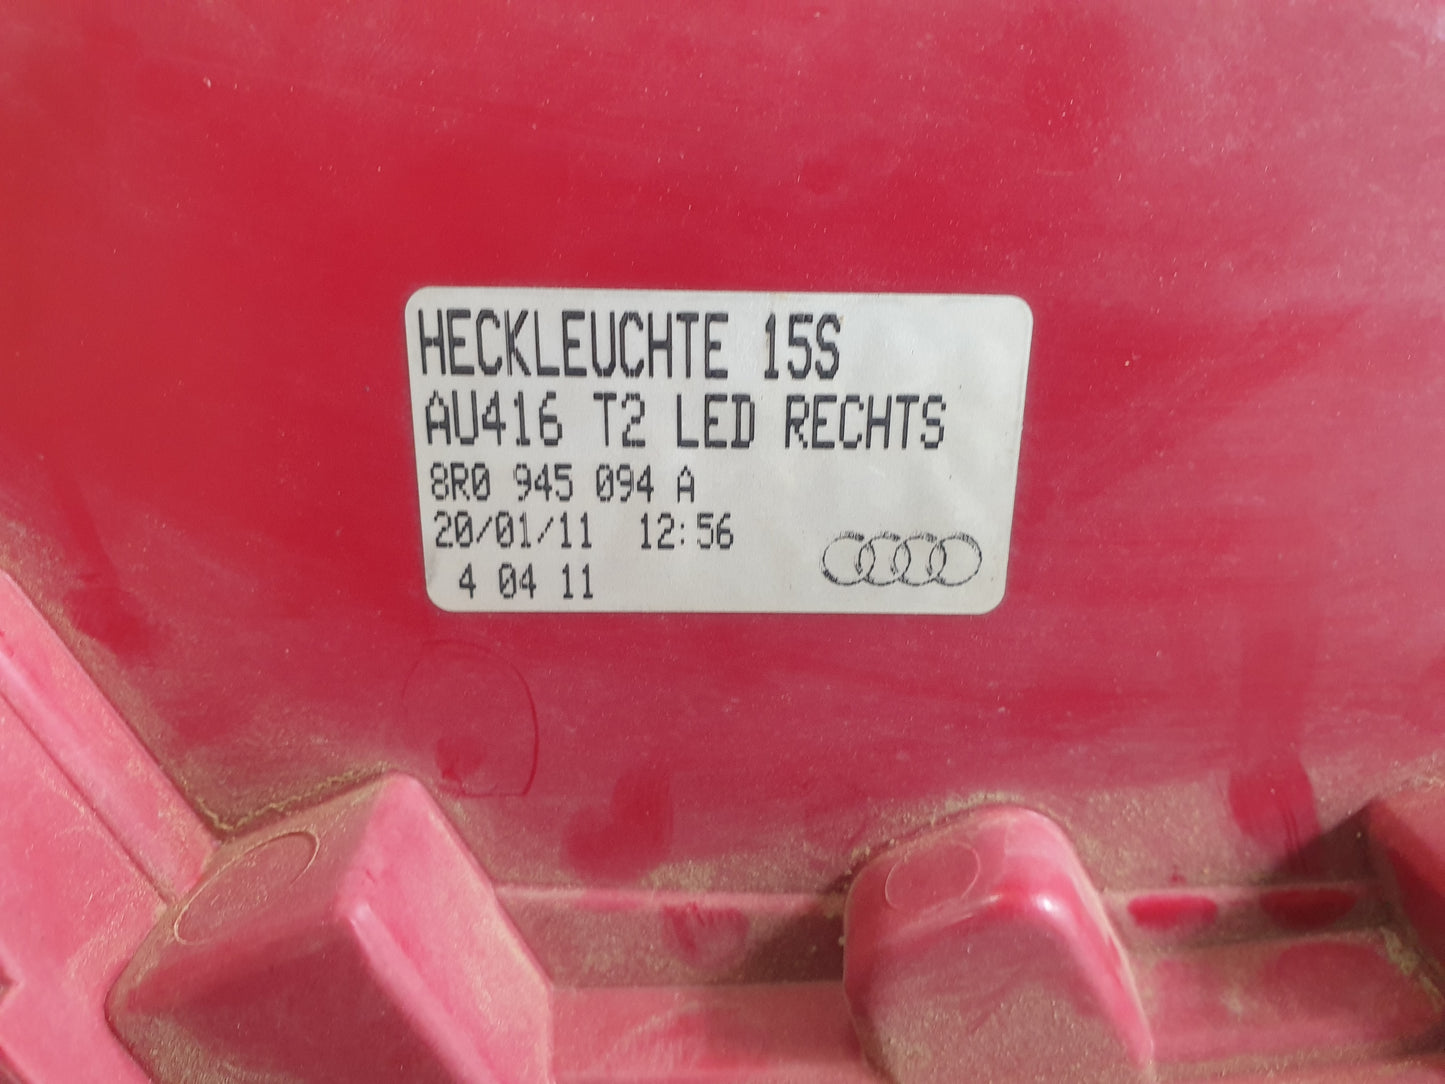 HECKLEUCHTE 15S
AU416 T2 LED RECHTS
8R0 945 094 A
20/01/11 12:56
4 04 11